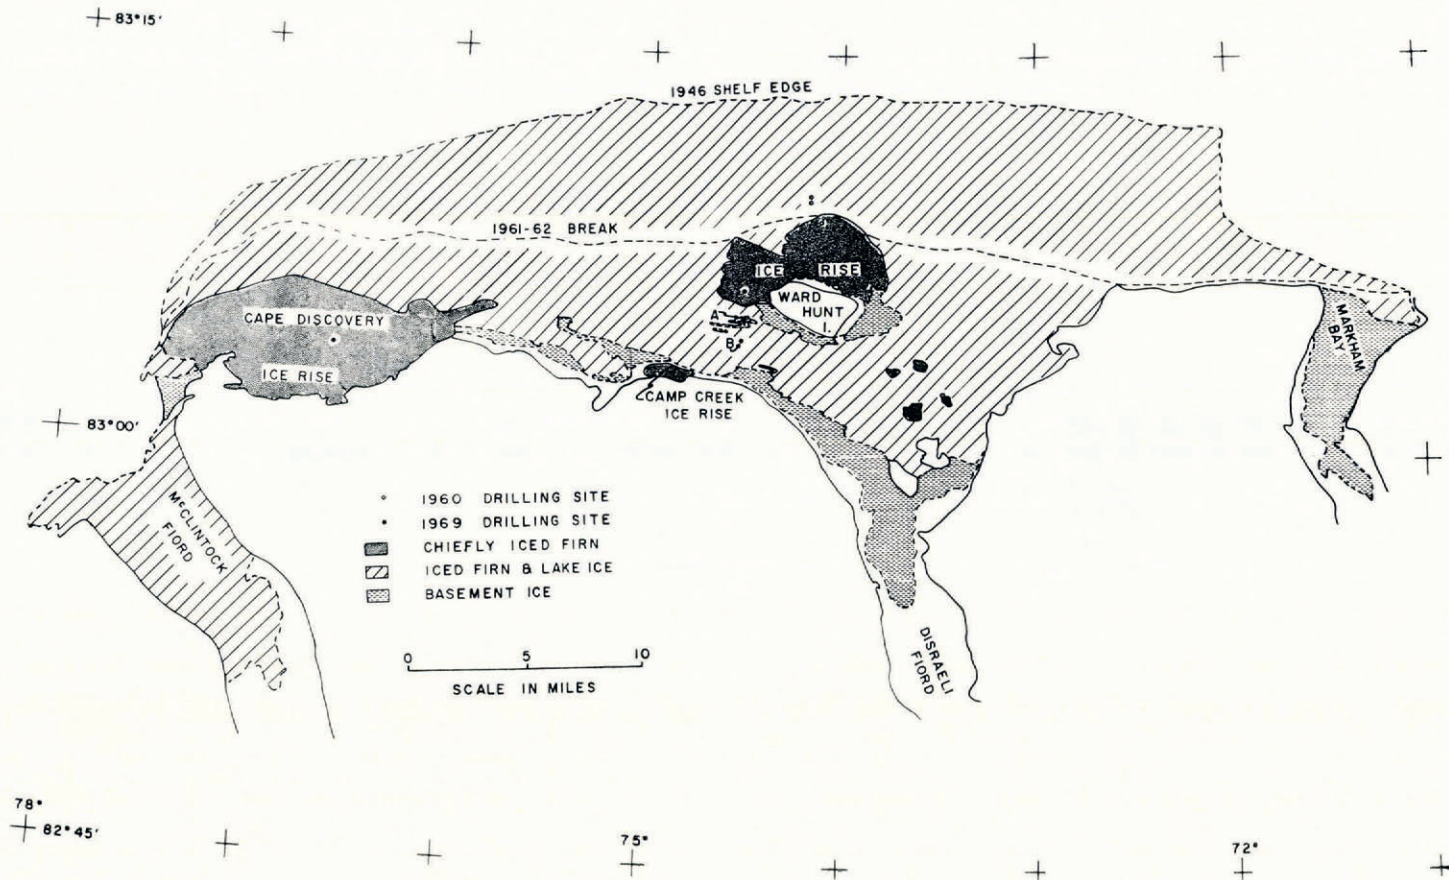 83°15'
1946 SHELF EDGE
1961-62 BREAK
ICE RISE
WARD
HUNT
I.
CAPE DISCOVERY
ICE RISE
A
B
MARKHAM
BAY
CAMP CREEK
ICE RISE
83°00'
McCLINTOCK
FIORD
1960 DRILLING SITE
1969 DRILLING SITE
CHIEFLY ICED FIRN
ICED FIRN & LAKE ICE
BASEMENT ICE
0 5 10
SCALE IN MILES
DISRAELI
FIORD
78°
82°45'
75°
72°